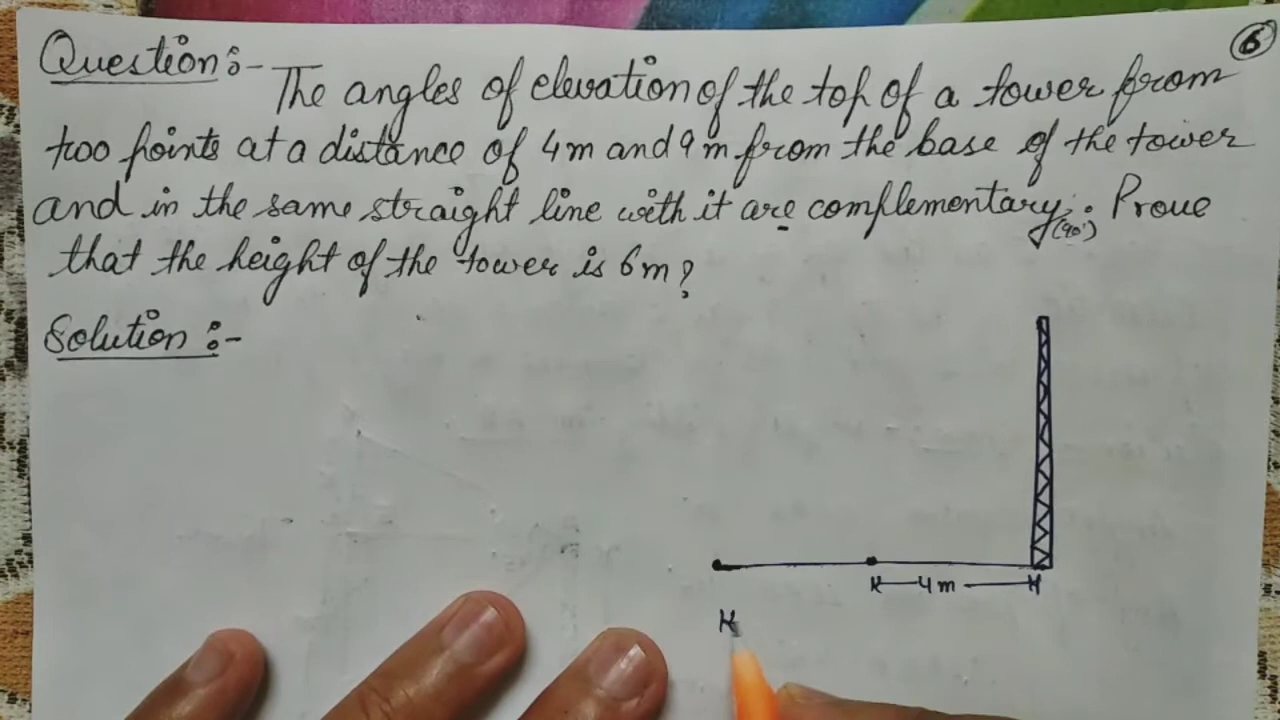 6
Question:- The angles of elevation of the top of a tower from
two points at a distance of 4m and 9m from the base of the tower
and in the same straight line with it are complementary. Prove
(90°)
that the height of the tower is 6m?
Solution :-
4m